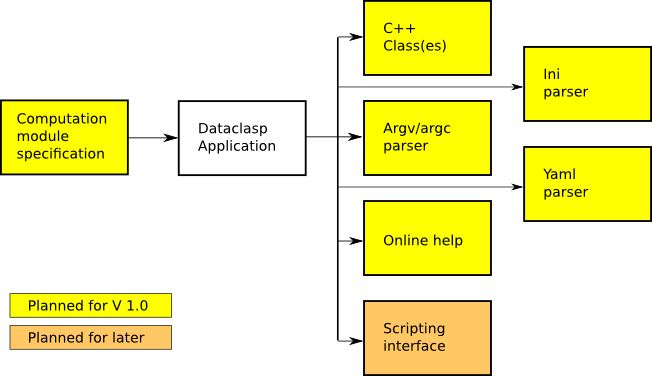 C++
Class(es)
Ini
parser
Computation
module
specification
Dataclasp
Application
Argv/argc
parser
Yaml
parser
Online help
Planned for V 1.0
Planned for later
Scripting
interface